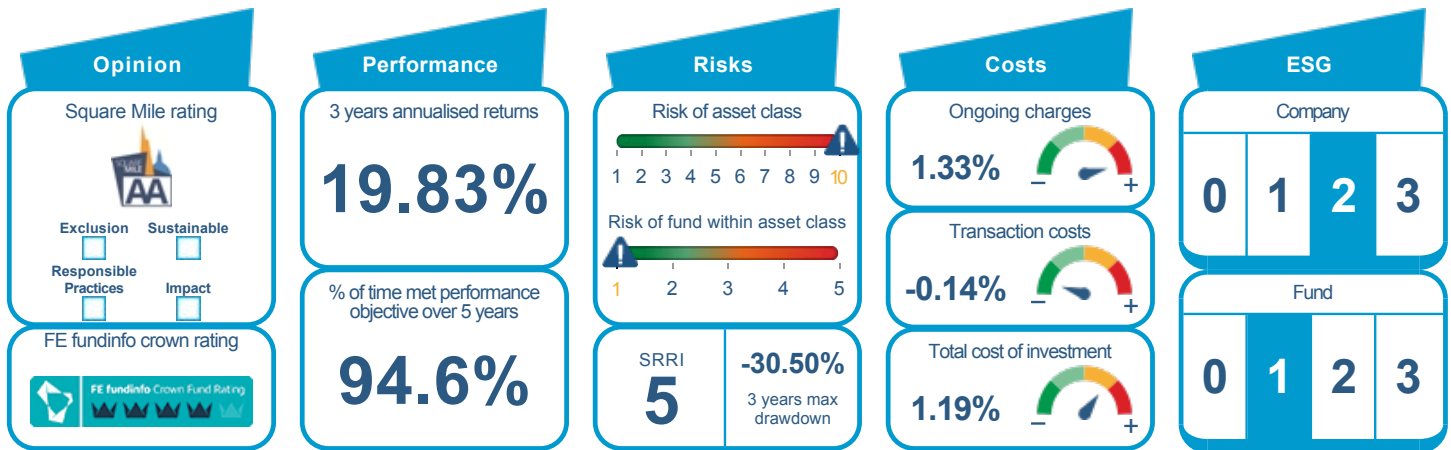 Opinion
Square Mile rating
SQUARE
MILE
AA
Exclusion
Sustainable
Responsible
Practices
Impact
FE fundinfo crown rating
FE fundinfo Crown Fund Rating
Performance
3 years annualised returns
19.83%
% of time met performance
objective over 5 years
94.6%
Risks
Risk of asset class
1 2 3 4 5 6 7 8 9 10
Risk of fund within asset class
1 2 3 4 5
SRRI
5
-30.50%
3 years max
drawdown
Costs
Ongoing charges
1.33%
− +
Transaction costs
-0.14%
− +
Total cost of investment
1.19%
− +
ESG
Company
0 1 2 3
Fund
0 1 2 3